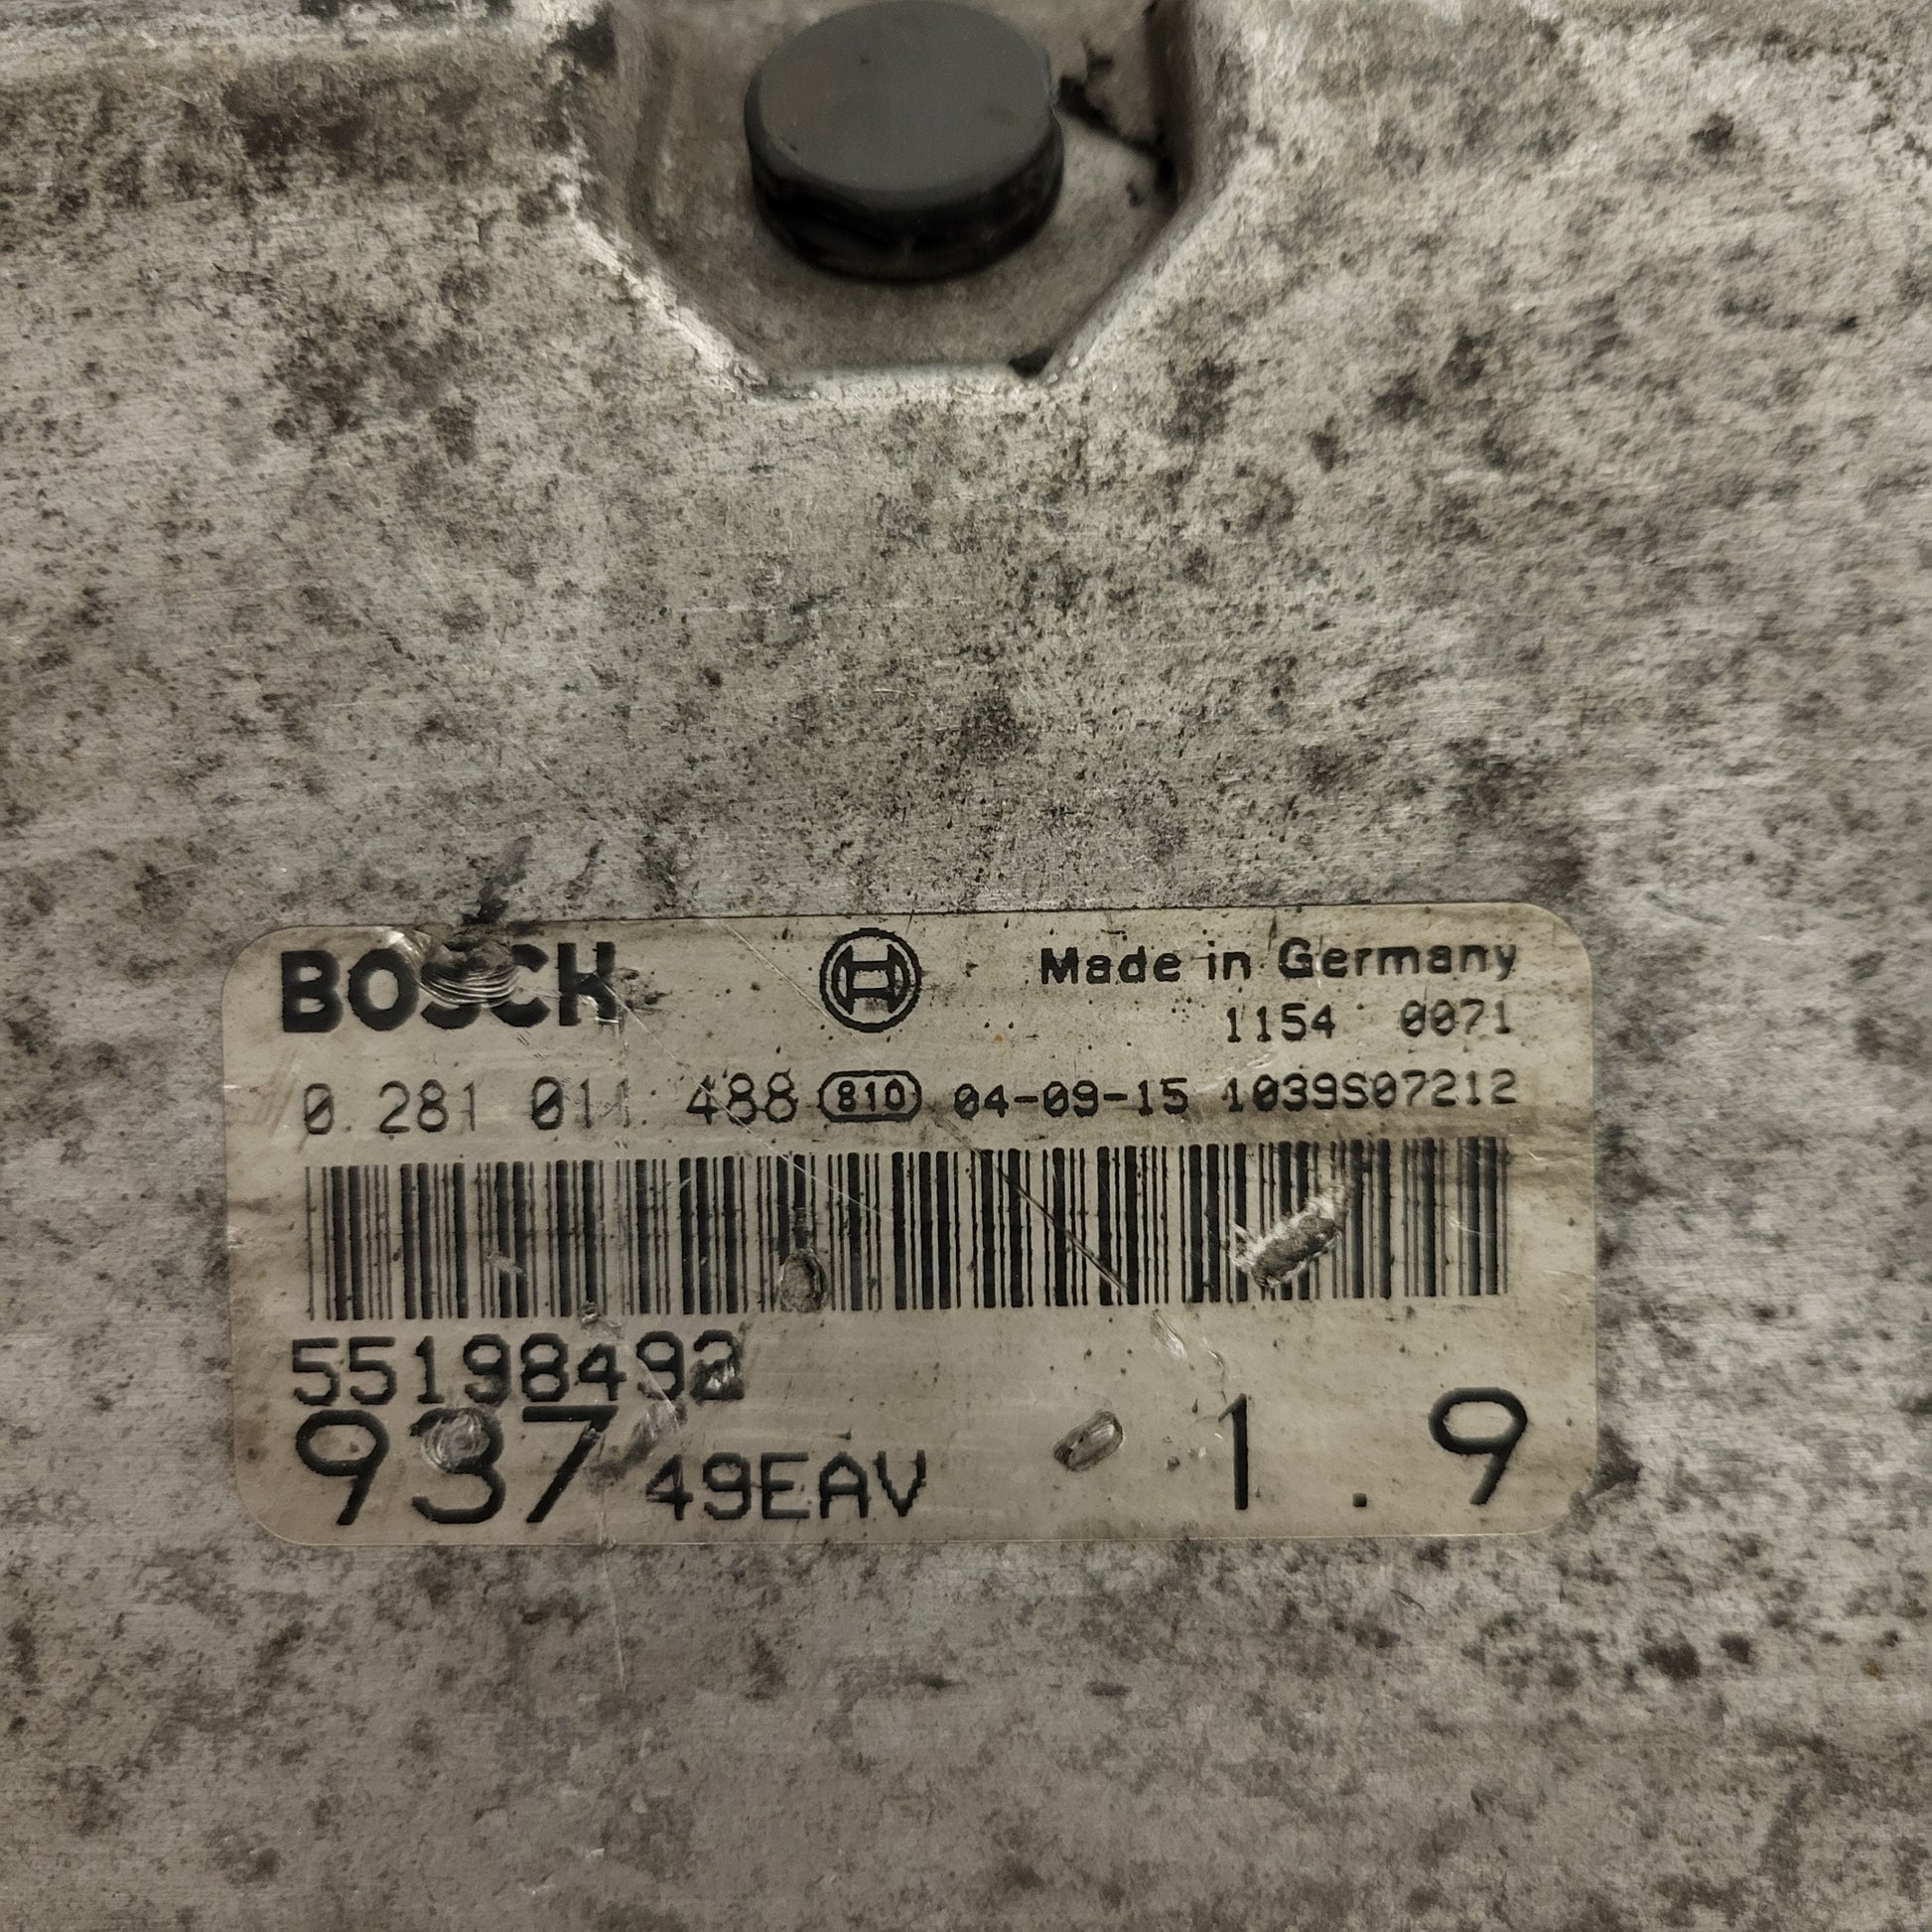 BOSCH Made in Germany
1154 0071
0 281 011 488 810 04-09-15 1039S07212
55198492
937 49EAV 1.9